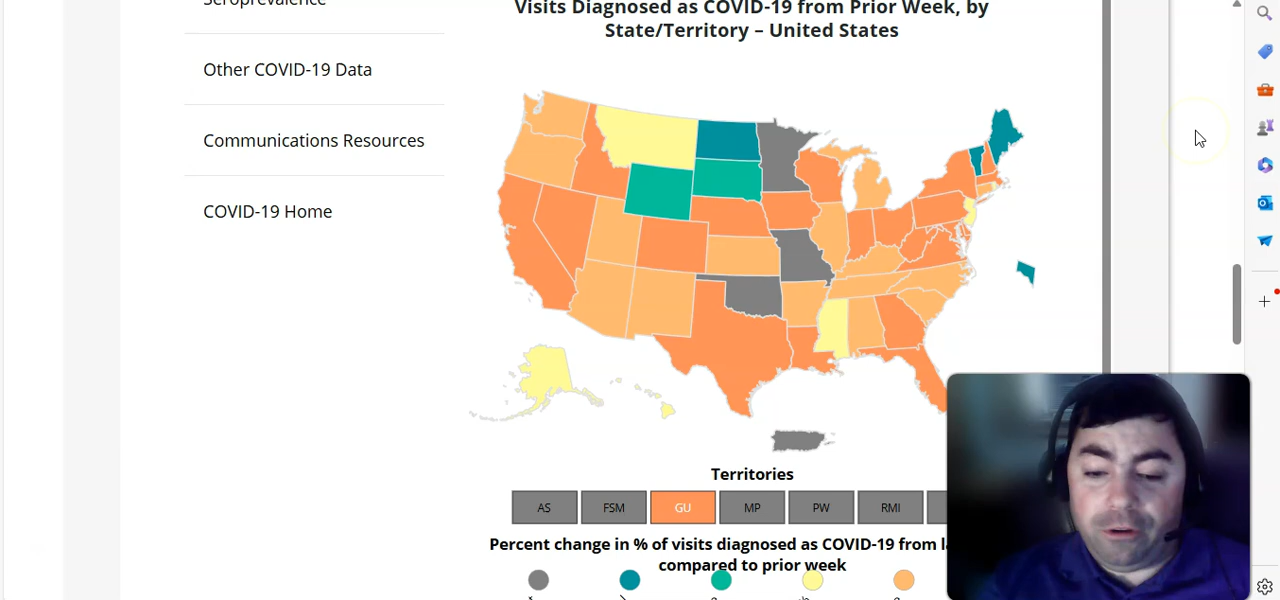 Seroprevalence
Other COVID-19 Data
Communications Resources
COVID-19 Home
Visits Diagnosed as COVID-19 from Prior Week, by
State/Territory – United States
Territories
AS
FSM
GU
MP
PW
RMI
Percent change in % of visits diagnosed as COVID-19 from
compared to prior week